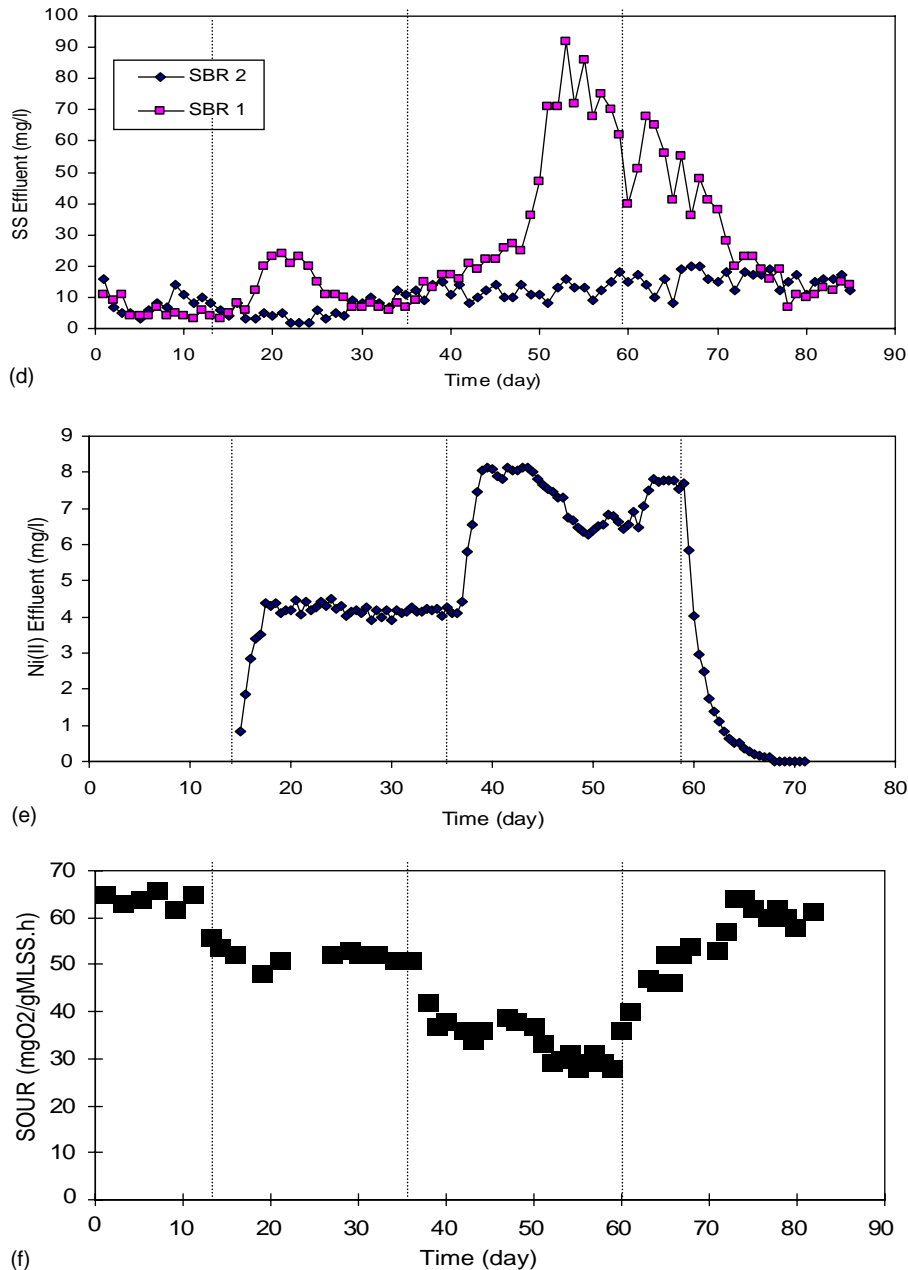 100
90
80
70
60
50
40
30
20
10
0
SS Effluent (mg/l)
SBR 2
SBR 1
0 10 20 30 40 50 60 70 80 90
Time (day)
(d)
9
8
7
6
5
4
3
2
1
0
Ni(II) Effluent (mg/l)
0 10 20 30 40 50 60 70 80
Time (day)
(e)
70
60
50
40
30
20
10
0
SOUR (mgO2/gMLSS.h)
0 10 20 30 40 50 60 70 80 90
Time (day)
(f)